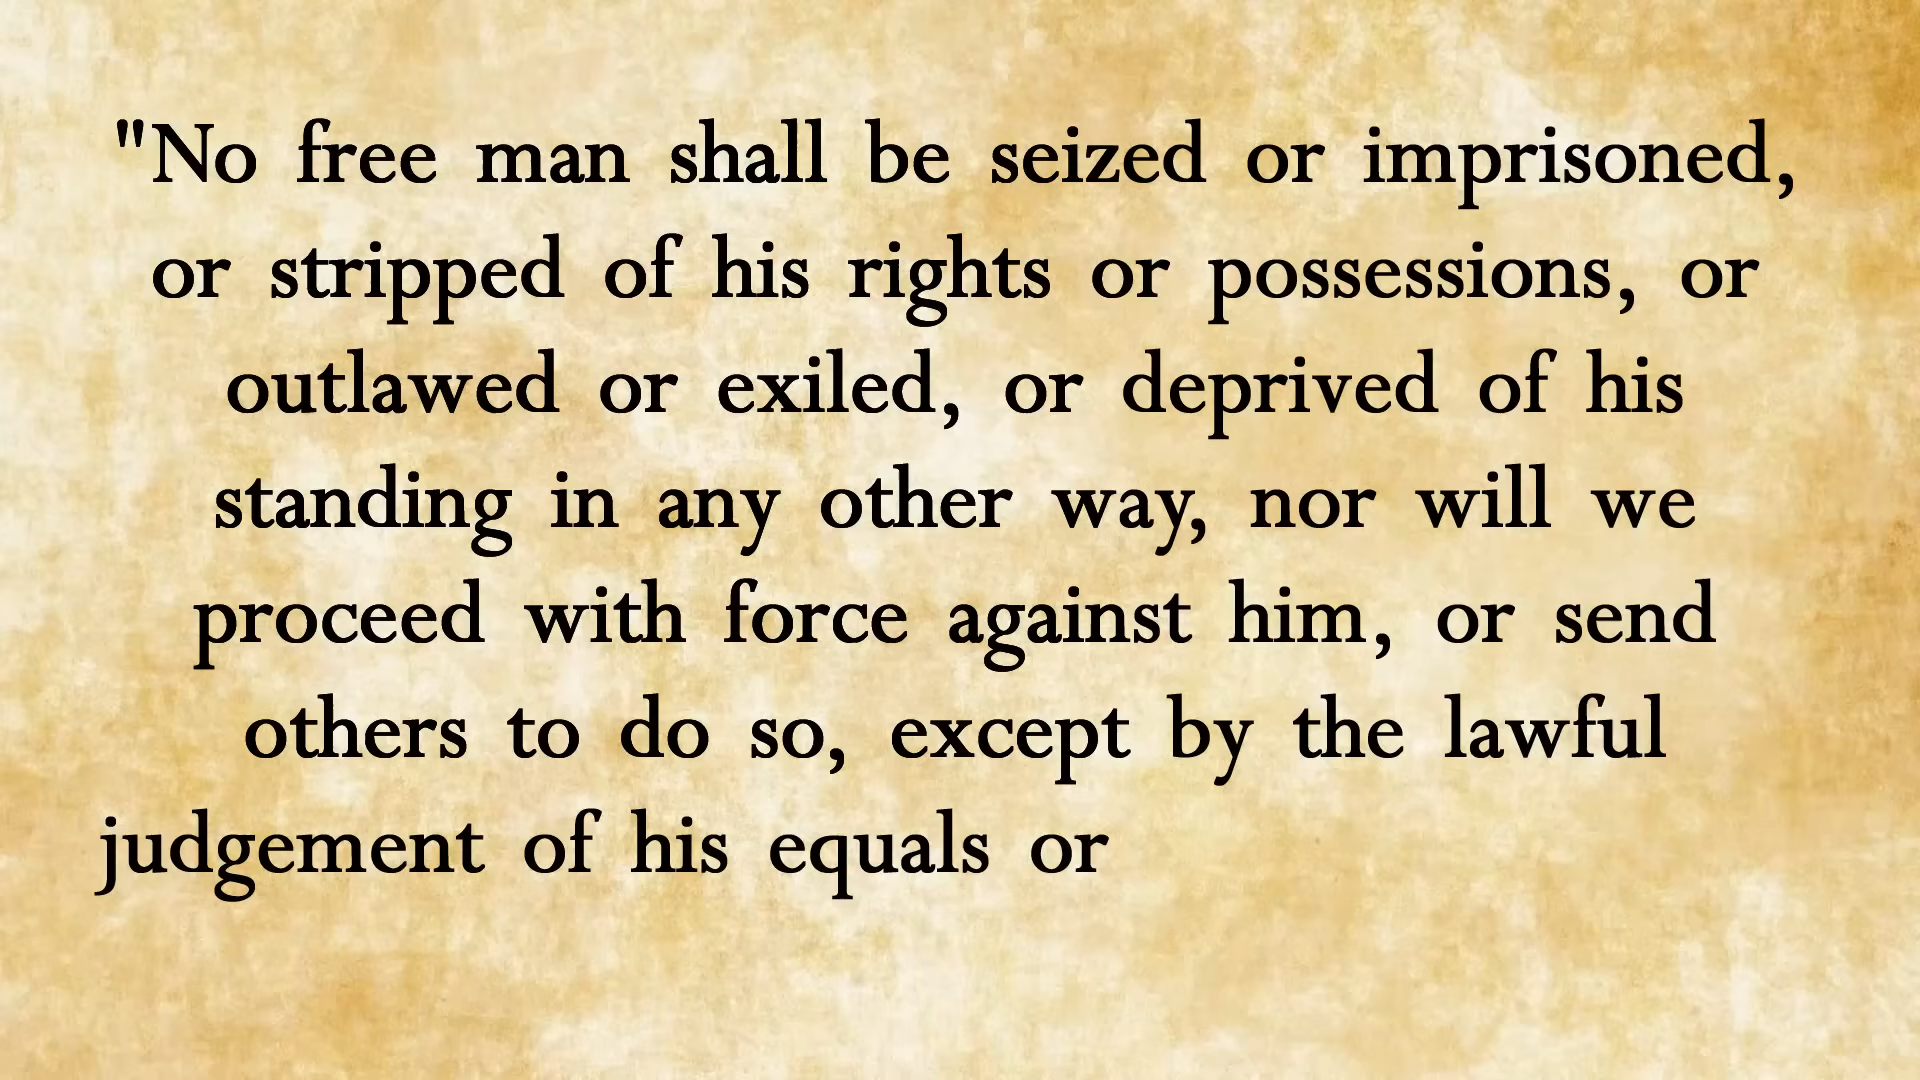 "No free man shall be seized or imprisoned,
or stripped of his rights or possessions, or
outlawed or exiled, or deprived of his
standing in any other way, nor will we
proceed with force against him, or send
others to do so, except by the lawful
judgement of his equals or